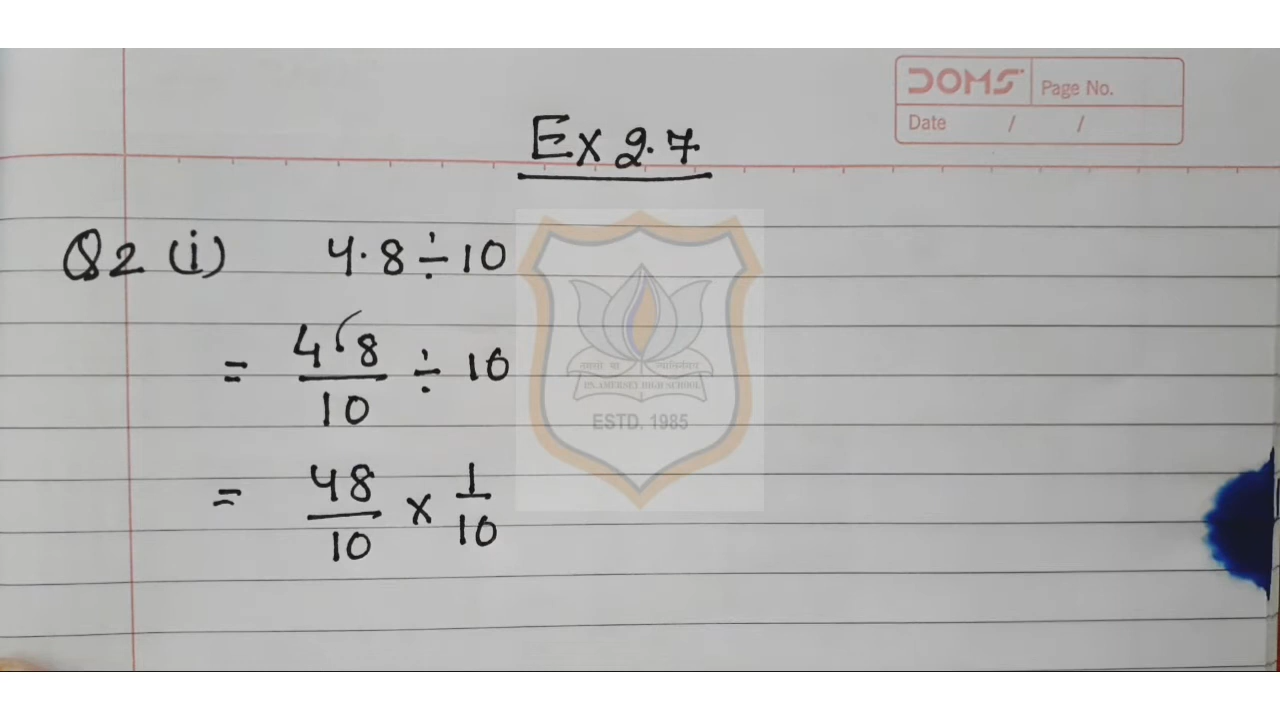 DOMS Page No.
Date / /
Ex 2.7
Q2 (i) 4.8 ÷ 10
= 48/10 ÷ 10
= 48/10 × 1/10
ESTD. 1985